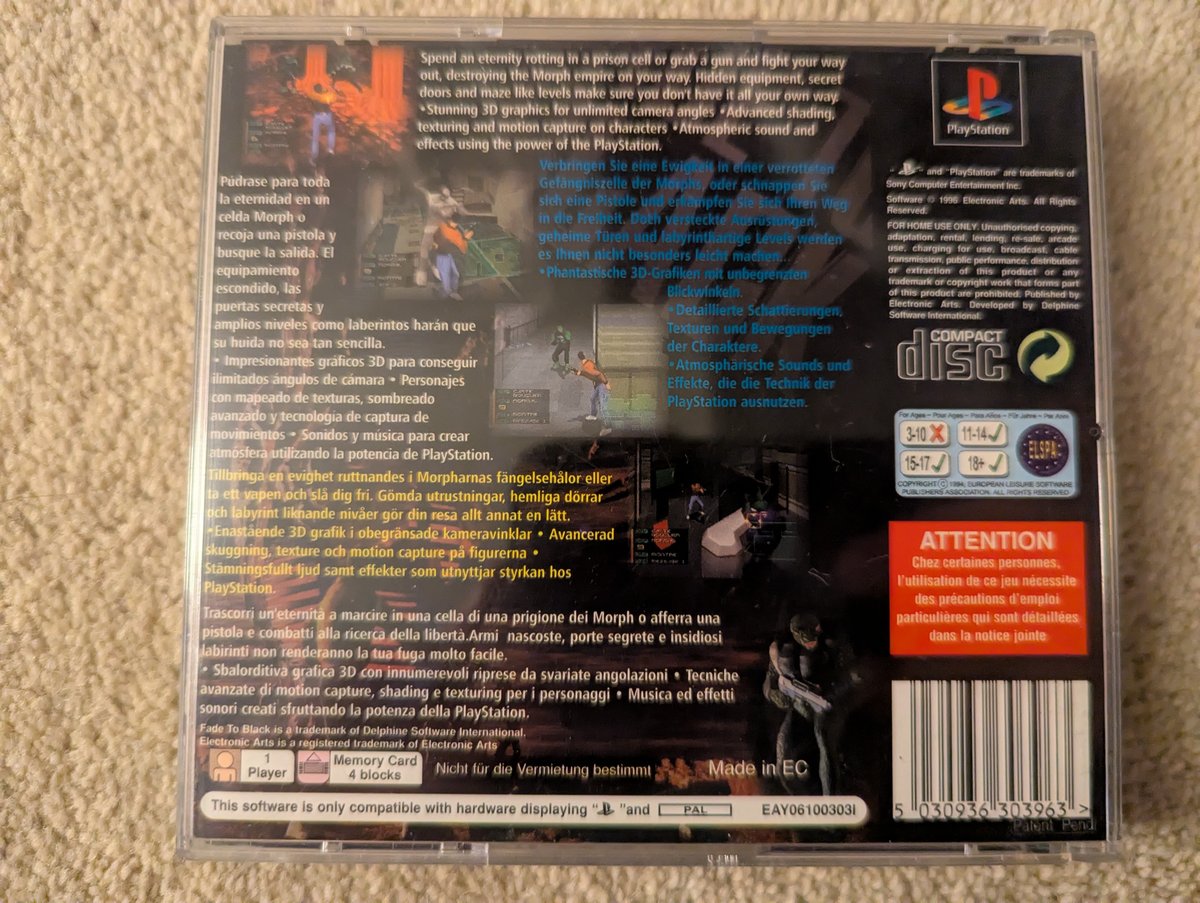 Spend an eternity rotting in a prison cell or grab a gun and fight your way
out, destroying the Morph empire on your way. Hidden equipment, secret
doors and maze like levels make sure you don't have it all your own way.
•Stunning 3D graphics for unlimited camera angles •Advanced shading,
texturing and motion capture on characters •Atmospheric sound and
effects using the power of the PlayStation.
Verbringen Sie eine Ewigkeit in einer verrotteten
Gefängniszelle der Morphs, oder schnappen Sie
sich eine Pistole und erkämpfen Sie sich Ihren Weg
in die Freiheit. Doch versteckte Ausrüstungen,
geheime Türen und labyrinthartige Levels werden
es Ihnen nicht besonders leicht machen...
•Phantastische 3D-Grafiken mit unbegrenzten
Blickwinkeln.
•Detaillierte Schattierungen,
Texturen und Bewegungen
der Charaktere.
•Atmosphärische Sounds und
Effekte, die die Technik der
PlayStation ausnutzen.
Púdrase para toda
la eternidad en un
celda Morph o
recoja una pistola y
busque la salida. El
equipamiento
escondido, las
puertas secretas y
amplios niveles como laberintos harán que
su huida no sea tan sencilla.
• Impresionantes gráficos 3D para conseguir
ilimitados ángulos de cámara • Personajes
con mapeado de texturas, sombreado
avanzado y tecnología de captura de
movimientos • Sonidos y música para crear
atmósfera utilizando la potencia de PlayStation.
Tillbringa en evighet ruttnandes i Morpharnas fängelsehålor eller
ta ett vapen och slå dig fri. Gömda utrustningar, hemliga dörrar
och labyrint liknande nivåer gör din resa allt annat en lätt.
•Enastående 3D grafik i obegränsade kameravinklar • Avancerad
skuggning, texture och motion capture på figurerna •
Stämningsfullt ljud samt effekter som utnyttjar styrkan hos
PlayStation.
Trascorri un'eternità a marcire in una cella di una prigione dei Morph o afferra una
pistola e combatti alla ricerca della libertà.Armi nascoste, porte segrete e insidiosi
labirinti non renderanno la tua fuga molto facile.
• Sbalorditiva grafica 3D con innumerevoli riprese da svariate angolazioni • Tecniche
avanzate di motion capture, shading e texturing per i personaggi • Musica ed effetti
sonori creati sfruttando la potenza della PlayStation.
Fade To Black is a trademark of Delphine Software International.
Electronic Arts is a registered trademark of Electronic Arts
1
Player
Memory Card
4 blocks
Nicht für die Vermietung bestimmt
Made in EC
This software is only compatible with hardware displaying " " and PAL EAY06100303I
PlayStation
" " and "PlayStation" are trademarks of
Sony Computer Entertainment Inc.
Software © 1996 Electronic Arts. All Rights
Reserved.
FOR HOME USE ONLY. Unauthorised copying,
adaptation, rental, lending, re-sale, arcade
use, charging for use, broadcast, cable
transmission, public performance, distribution
or extraction of this product or any
trademark or copyright work that forms part
of this product are prohibited. Published by
Electronic Arts. Developed by Delphine
Software International.
COMPACT
disc
For Ages - Pour Ages - Para Años - Für Jahre - Per Ani
3-10 11-14
15-17 18+
ELSPA
COPYRIGHT © 1994, EUROPEAN LEISURE SOFTWARE
PUBLISHERS ASSOCIATION. ALL RIGHTS RESERVED
ATTENTION
Chez certaines personnes,
l'utilisation de ce jeu nécessite
des précautions d'emploi
particulières qui sont détaillées
dans la notice jointe
5 030936 303963 >
Patent Pend